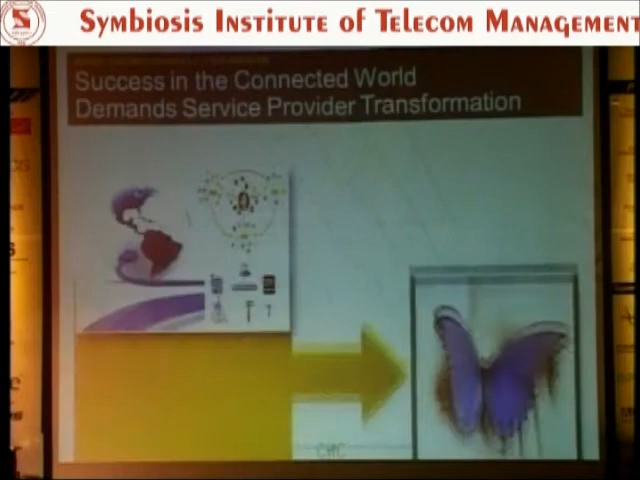 Symbiosis Institute of Telecom Management
Success in the Connected World
Demands Service Provider Transformation